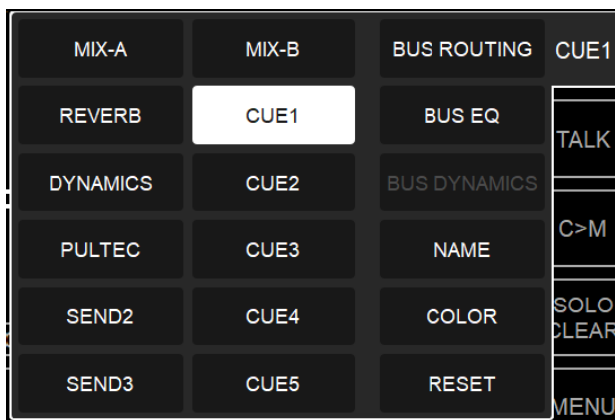 MIX-A MIX-B BUS ROUTING CUE1
REVERB CUE1 BUS EQ
TALK
DYNAMICS CUE2 BUS DYNAMICS
PULTEC CUE3 NAME
C>M
SEND2 CUE4 COLOR
SOLO
CLEAR
SEND3 CUE5 RESET
MENU